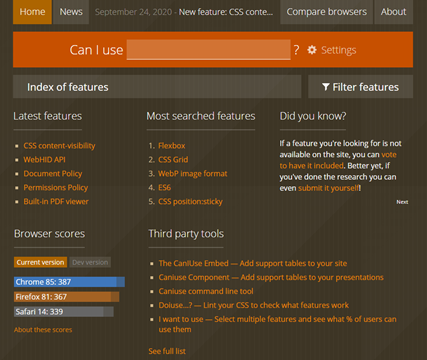 Home News September 24, 2020 - New feature: CSS conte... Compare browsers About
Can I use ? Settings
Index of features Filter features
Latest features
CSS content-visibility
WebHID API
Document Policy
Permissions Policy
Built-in PDF viewer
Most searched features
1. Flexbox
2. CSS Grid
3. WebP image format
4. ES6
5. CSS position:sticky
Did you know?
If a feature you're looking for is not
available on the site, you can vote
to have it included. Better yet, if
you've done the research you can
even submit it yourself!
Next
Browser scores
Current version Dev version
Chrome 85: 387
Firefox 81: 367
Safari 14: 339
About these scores
Third party tools
The CanIUse Embed — Add support tables to your site
Caniuse Component — Add support tables to your presentations
Caniuse command line tool
Doiuse...? — Lint your CSS to check what features work
I want to use — Select multiple features and see what % of users can
use them
See full list